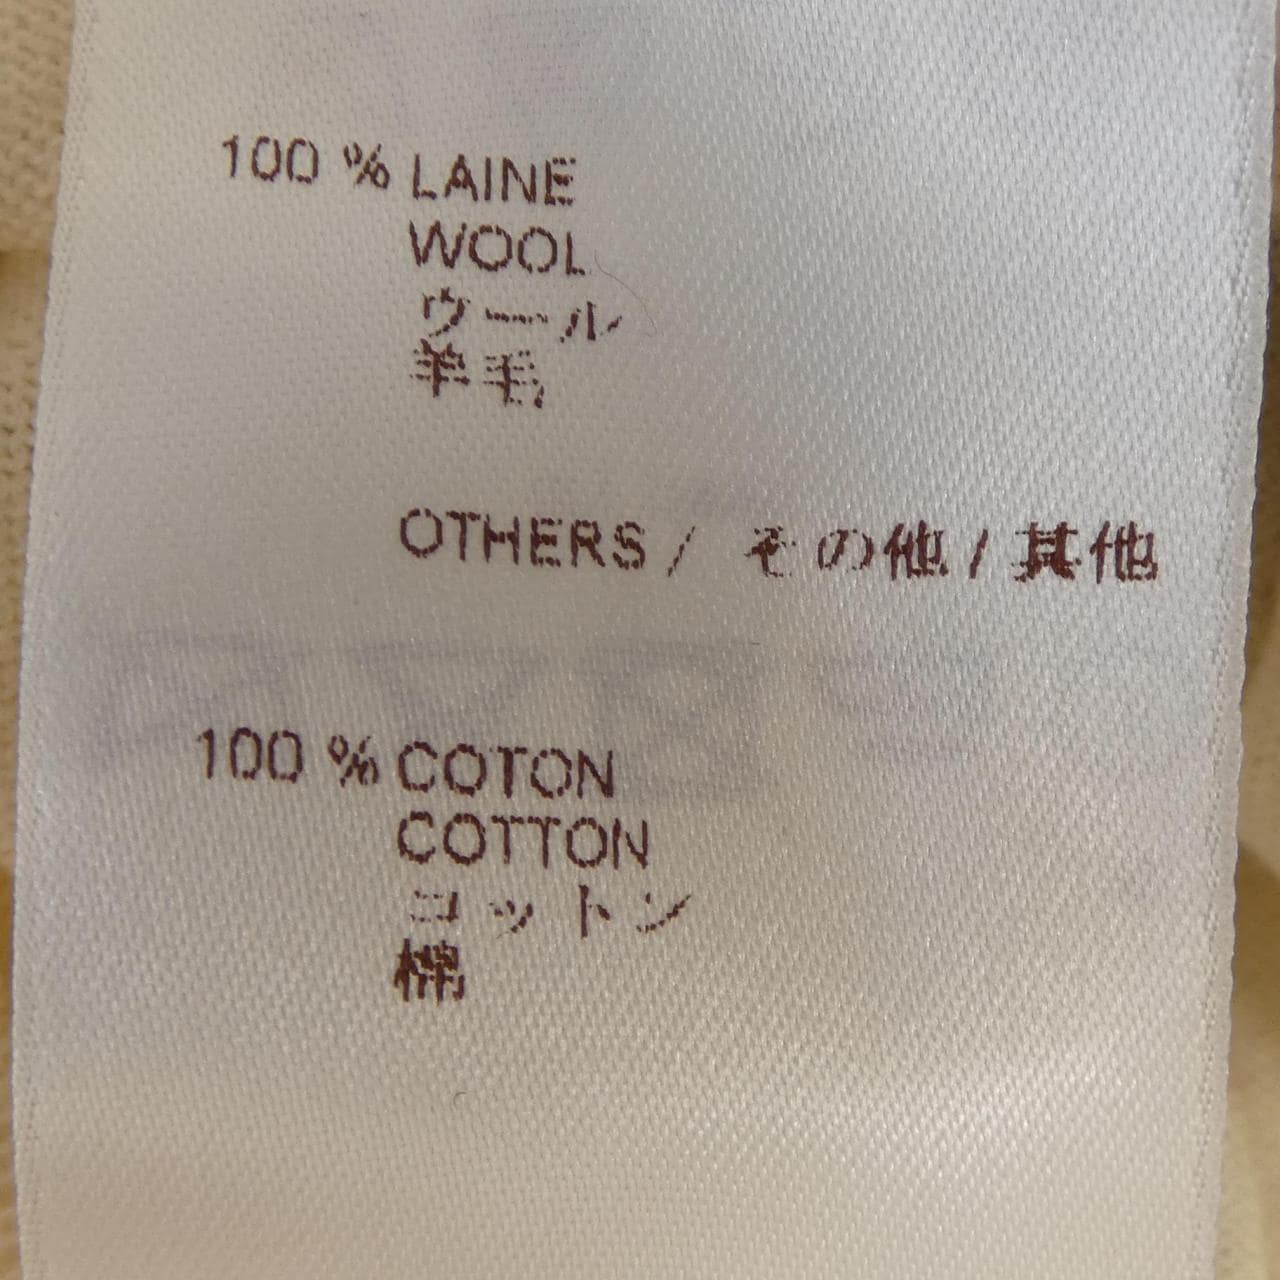 100 % LAINE
WOOL
ウール
羊毛
OTHERS / その他 / 其他
100 % COTON
COTTON
コットン
棉